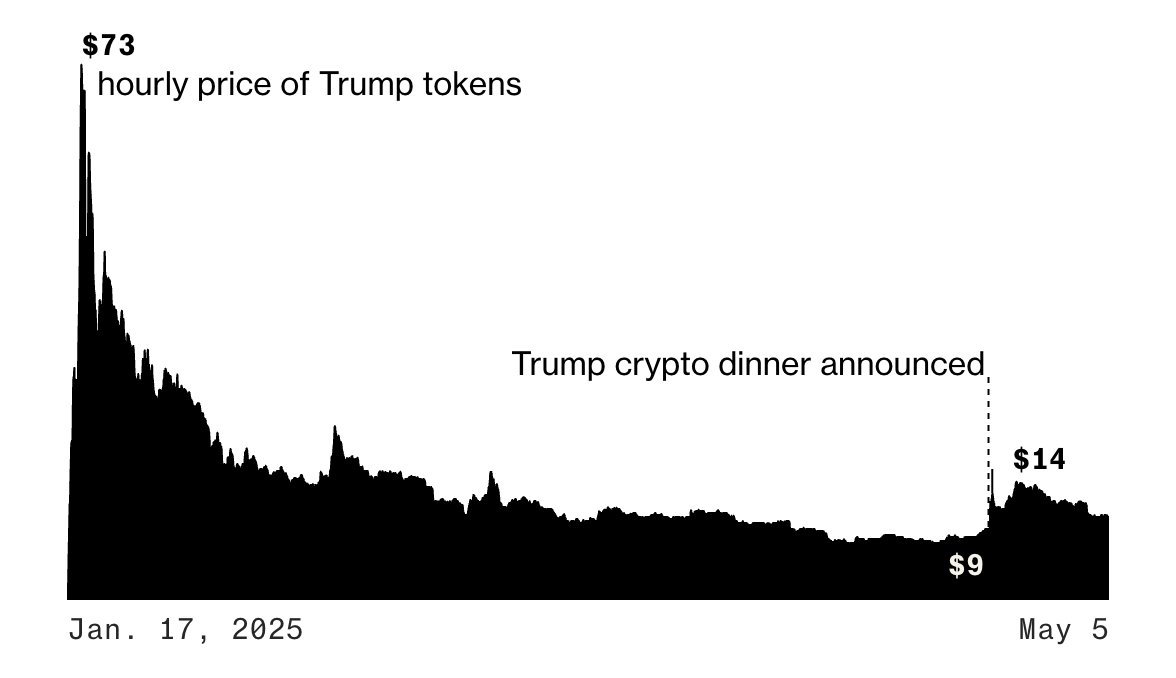 $73
hourly price of Trump tokens
Trump crypto dinner announced
$14
$9
Jan. 17, 2025
May 5